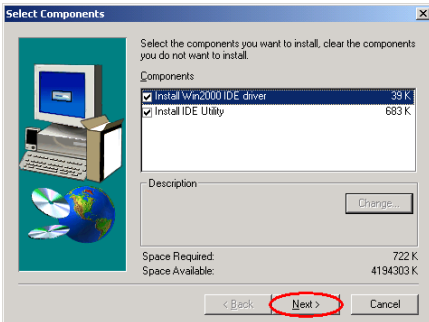 Select Components
Select the components you want to install, clear the components
you do not want to install.
Components
Install Win2000 IDE driver 39 K
Install IDE Utility 683 K
Description
Change...
Space Required: 722 K
Space Available: 4194303 K
< Back Next > Cancel